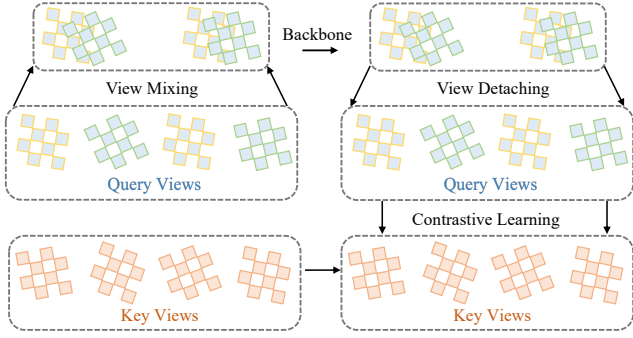 Backbone
View Mixing
View Detaching
Query Views
Query Views
Contrastive Learning
Key Views
Key Views